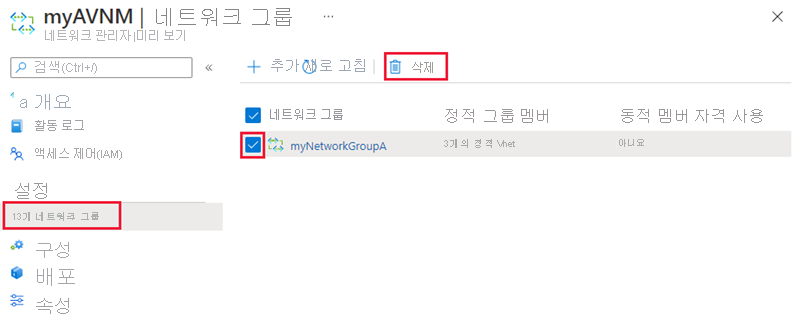 myAVNM | 네트워크 그룹 ...
네트워크 관리자|미리 보기
검색(Ctrl+/) «
추가 새로 고침 | 삭제
a 개요
활동 로그
액세스 제어(IAM)
설정
13개 네트워크 그룹
구성
배포
속성
네트워크 그룹 정적 그룹 멤버 동적 멤버 자격 사용
myNetworkGroupA 3개의 정적 Vnet 아니요